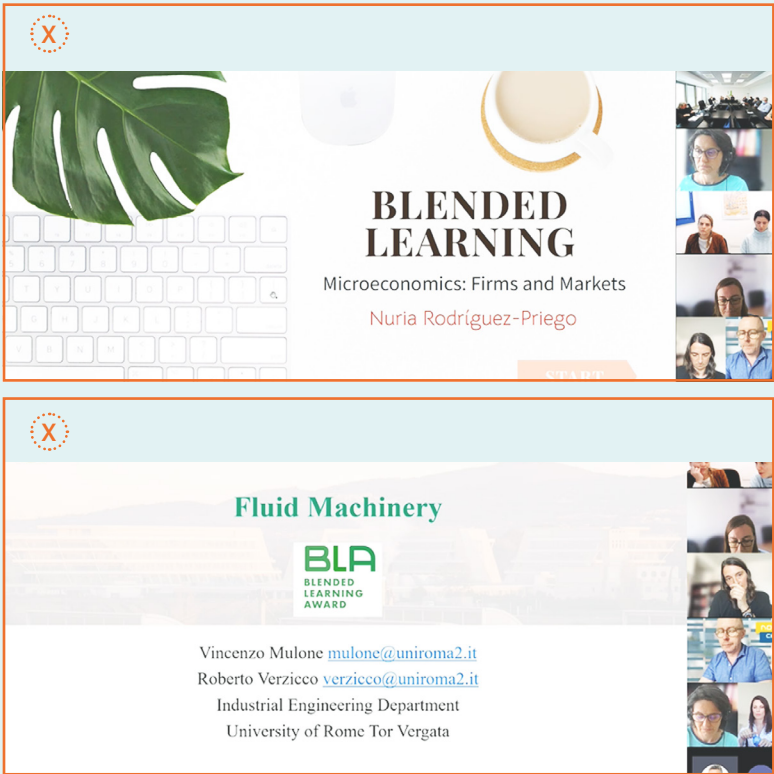 X
BLENDED
LEARNING
Microeconomics: Firms and Markets
Nuria Rodríguez-Priego
START
X
Fluid Machinery
BLA
BLENDED
LEARNING
AWARD
Vincenzo Mulone mulone@uniroma2.it
Roberto Verzicco verzicco@uniroma2.it
Industrial Engineering Department
University of Rome Tor Vergata